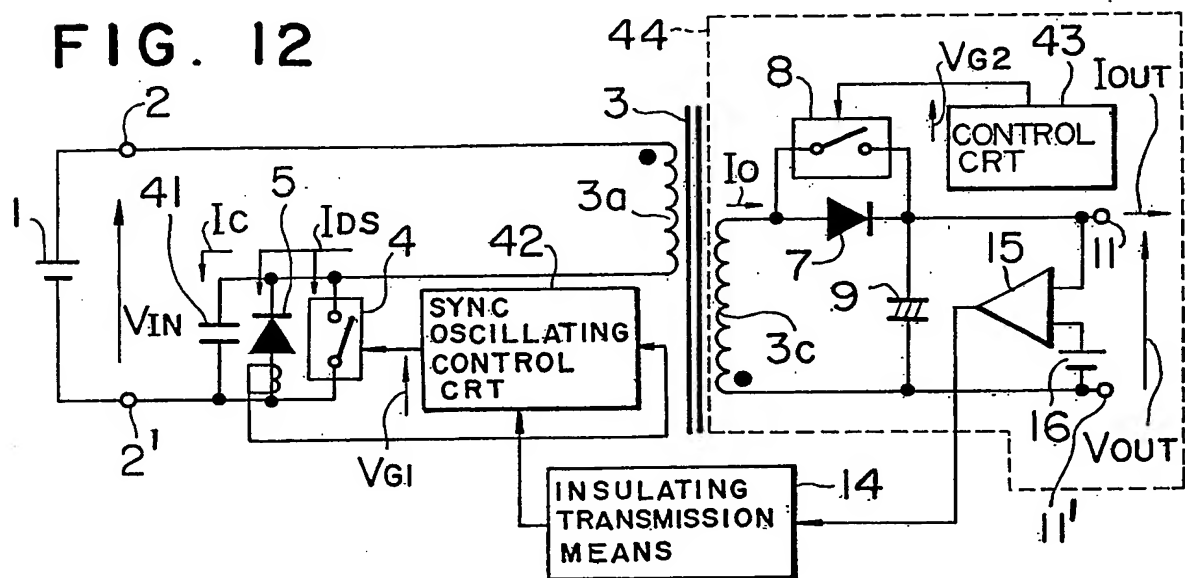 FIG. 12
44
43
VG2
IOUT
8
2
3
CONTROL
CRT
IO
41
5
3a
1
IC
IDS
4
42
7
15
11
VIN
SYNC
OSCILLATING
CONTROL
CRT
9
3c
2'
VG1
16
VOUT
INSULATING
TRANSMISSION
MEANS
14
11'